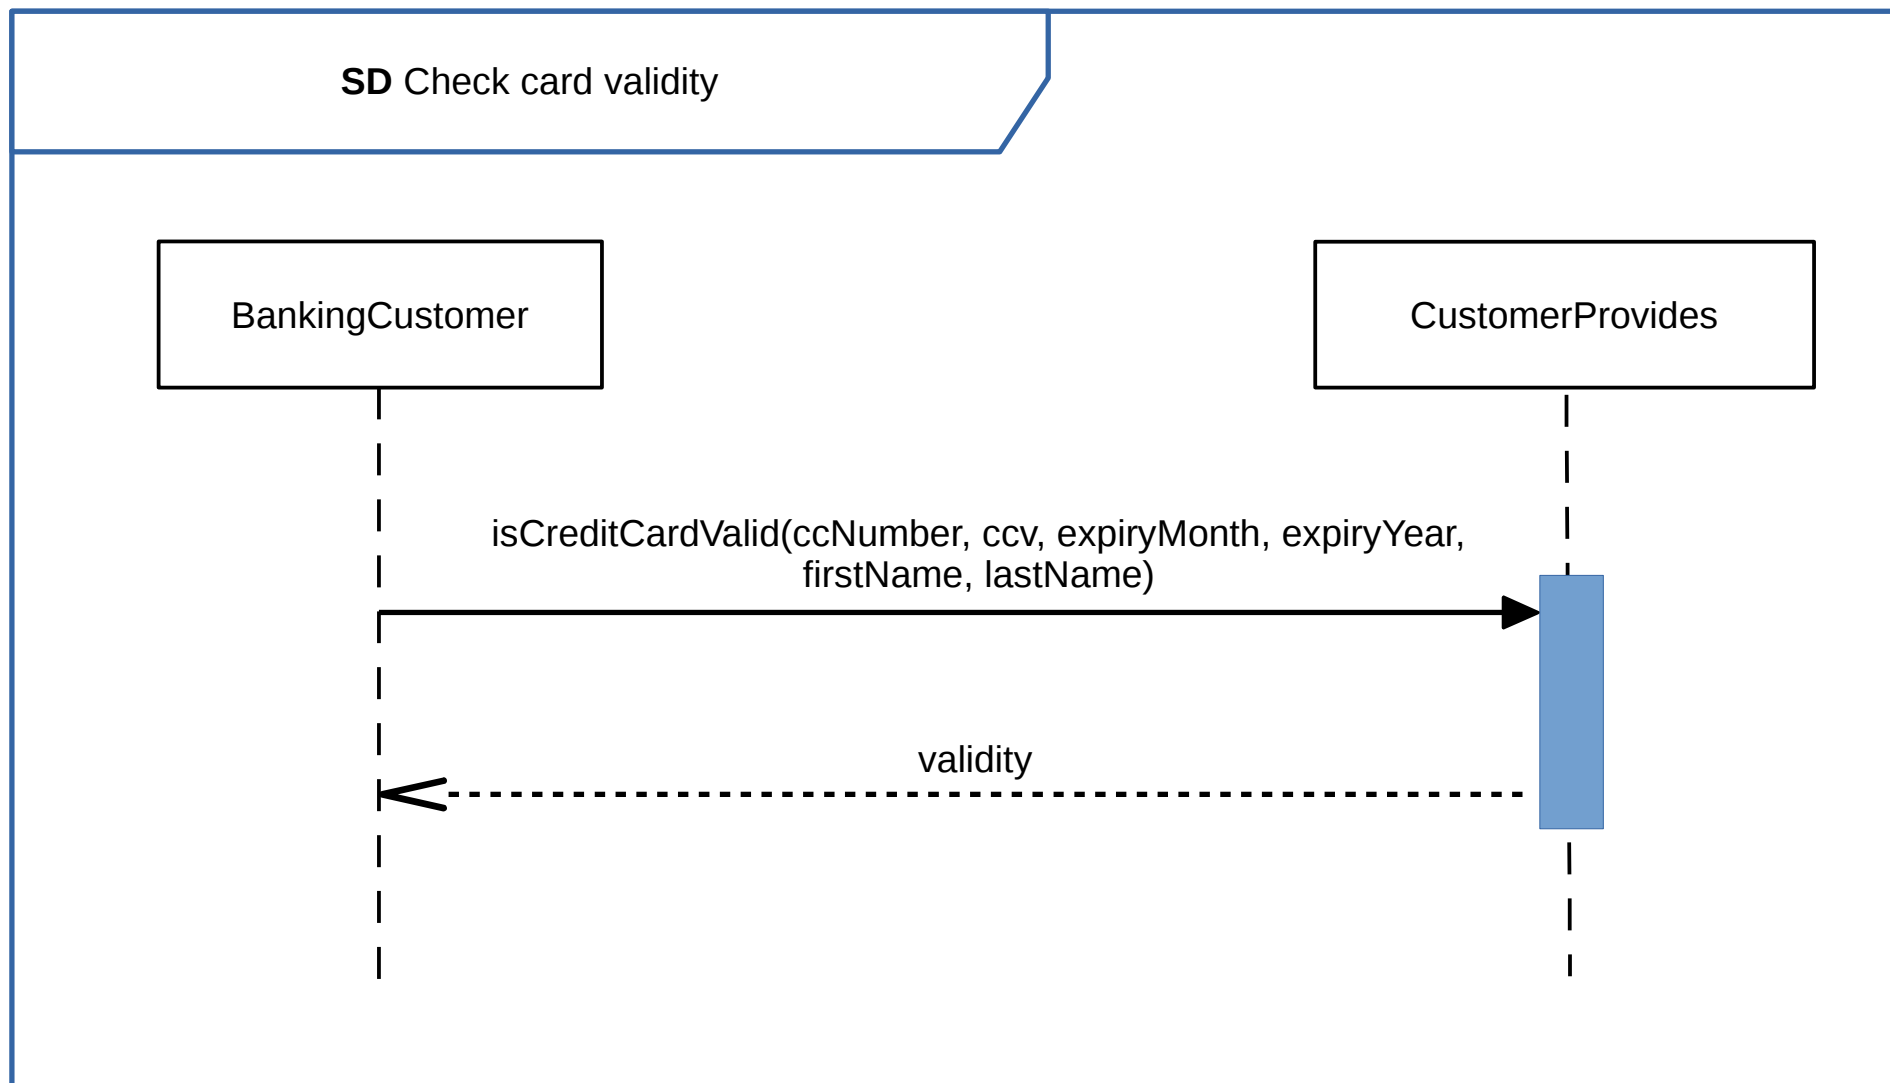 SD Check card validity
BankingCustomer
CustomerProvides
isCreditCardValid(ccNumber, ccv, expiryMonth, expiryYear,
firstName, lastName)
validity